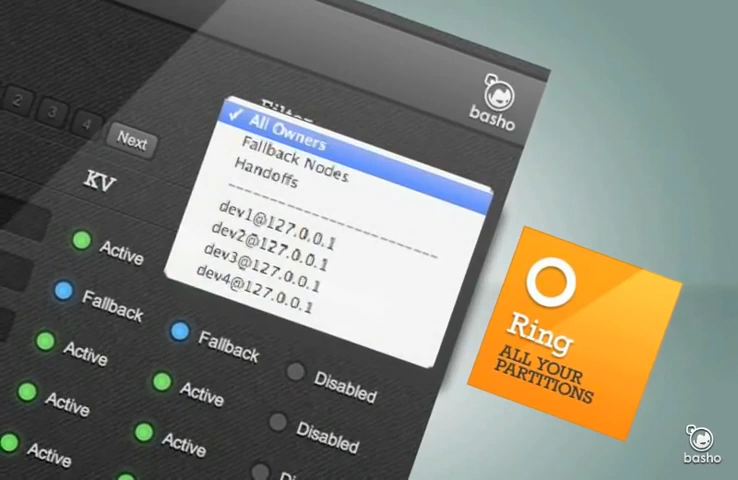 basho
2 3 4 Next
Filter
✓ All Owners
Fallback Nodes
Handoffs
dev1@127.0.0.1
dev2@127.0.0.1
dev3@127.0.0.1
dev4@127.0.0.1
KV
Active
Fallback Fallback Disabled
Active Active Disabled
Active Active
Active
Ring
ALL YOUR
PARTITIONS
basho